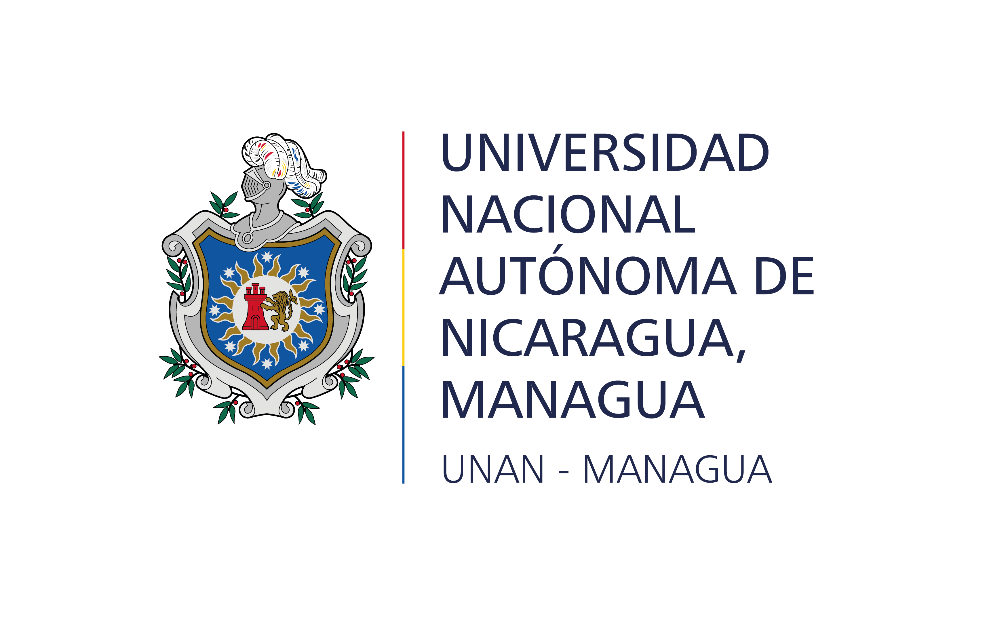 UNIVERSIDAD
NACIONAL
AUTÓNOMA DE
NICARAGUA,
MANAGUA
UNAN - MANAGUA